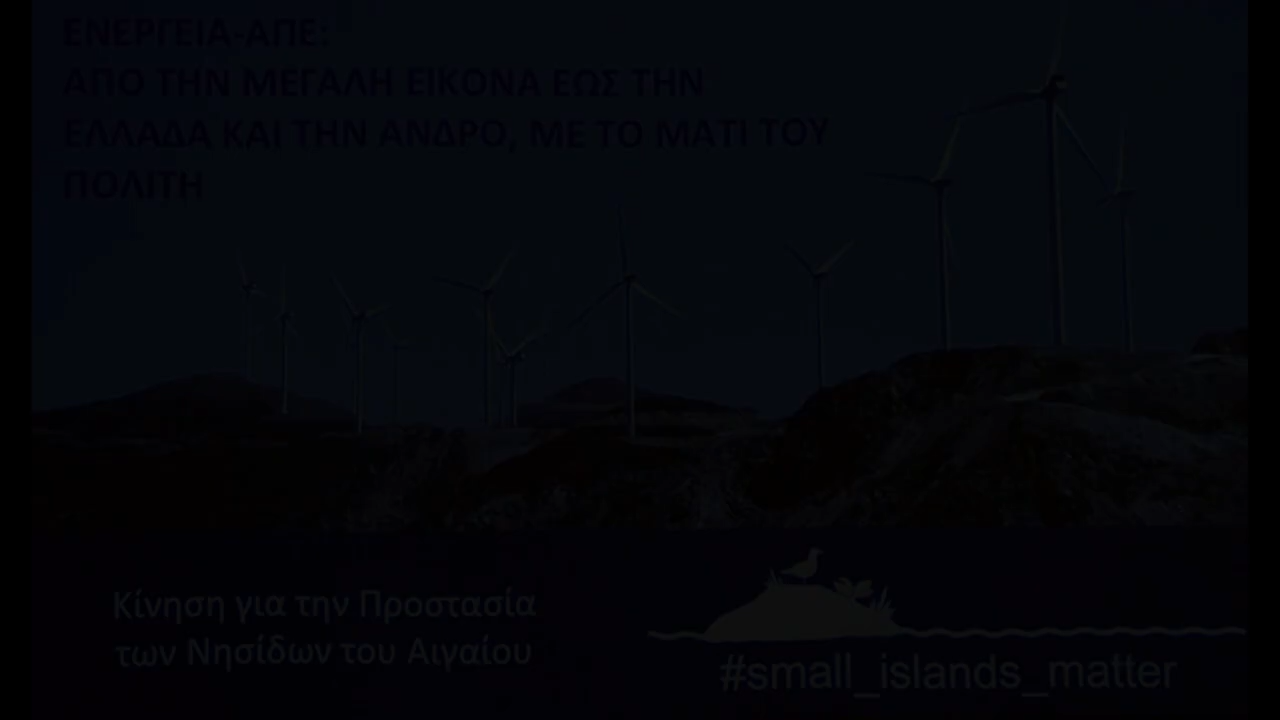 ΕΝΕΡΓΕΙΑ-ΑΠΕ:
ΑΠΟ ΤΗΝ ΜΕΓΑΛΗ ΕΙΚΟΝΑ ΕΩΣ ΤΗΝ
ΕΛΛΑΔΑ ΚΑΙ ΤΗΝ ΑΝΔΡΟ, ΜΕ ΤΟ ΜΑΤΙ ΤΟΥ
ΠΟΛΙΤΗ
Κίνηση για την Προστασία
των Νησίδων του Αιγαίου
#small_islands_matter